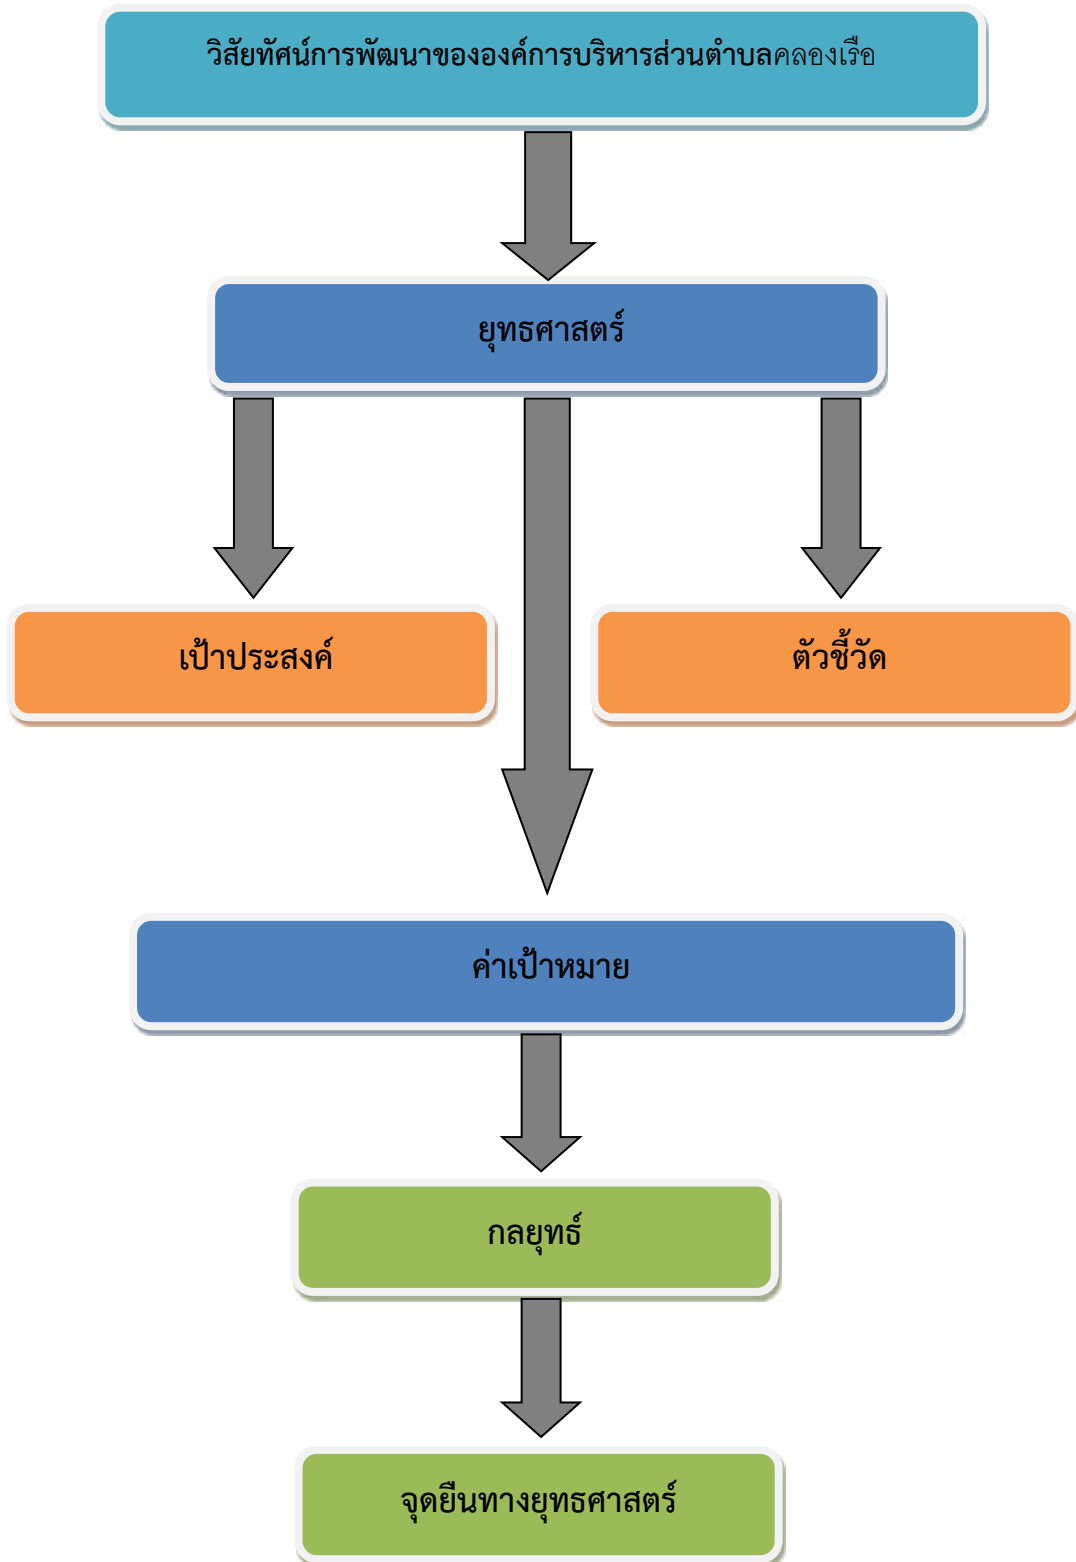 วิสัยทัศน์การพัฒนาขององค์การบริหารส่วนตำบลคลองเรือ
ยุทธศาสตร์
เป้าประสงค์
ตัวชี้วัด
ค่าเป้าหมาย
กลยุทธ์
จุดยืนทางยุทธศาสตร์